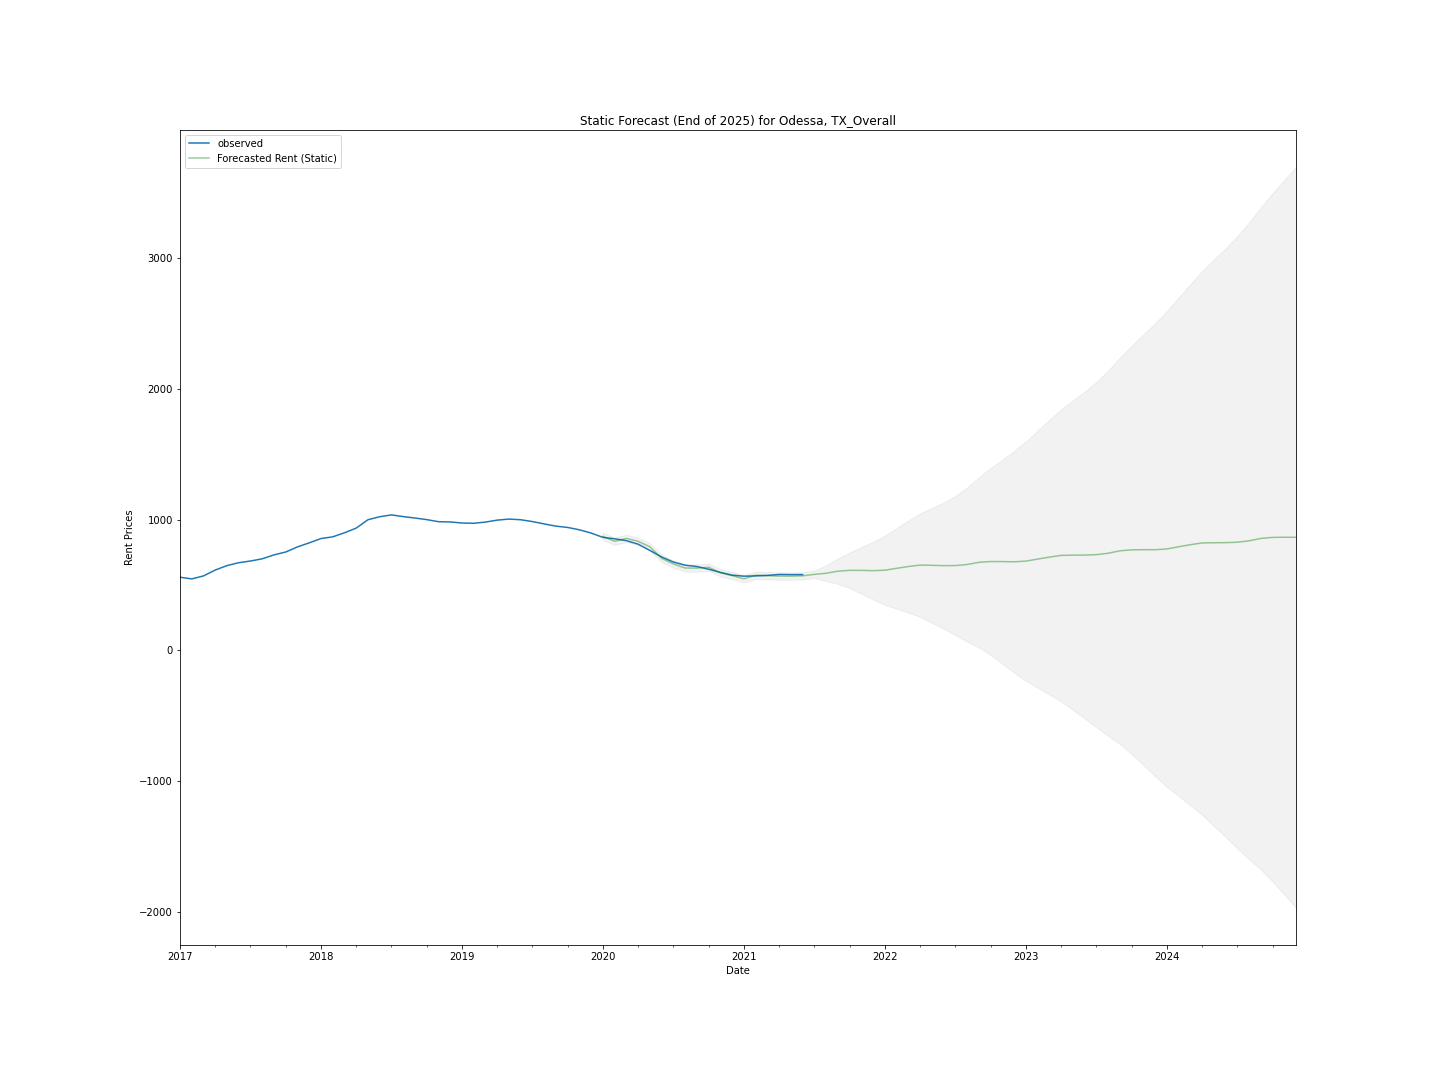 Static Forecast (End of 2025) for Odessa, TX_Overall
observed
Forecasted Rent (Static)
3000
2000
1000
0
−1000
−2000
Rent Prices
2017 2018 2019 2020 2021 2022 2023 2024
Date